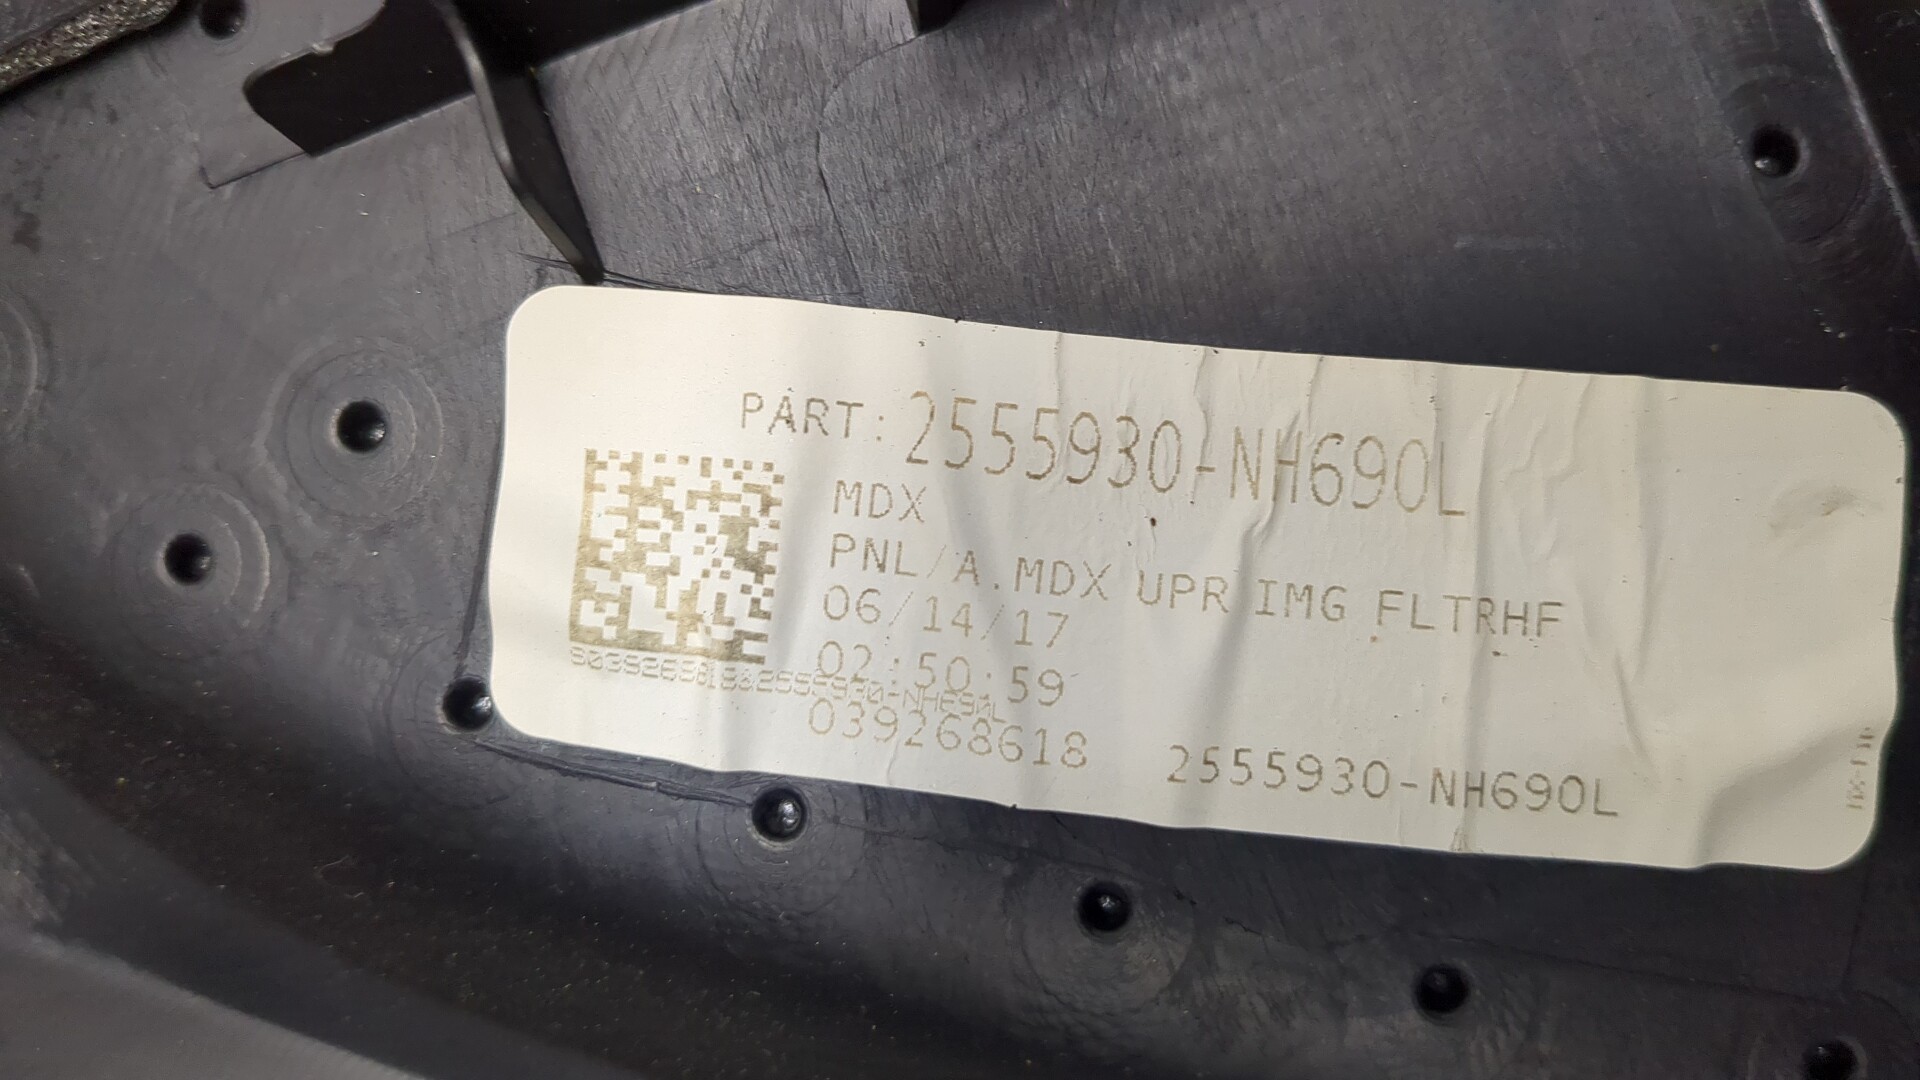 PART: 2555930-NH690L
MDX
PNL/A.MDX UPR IMG FLTRHF
06/14/17
02:50:59
039268618 2555930-NH690L